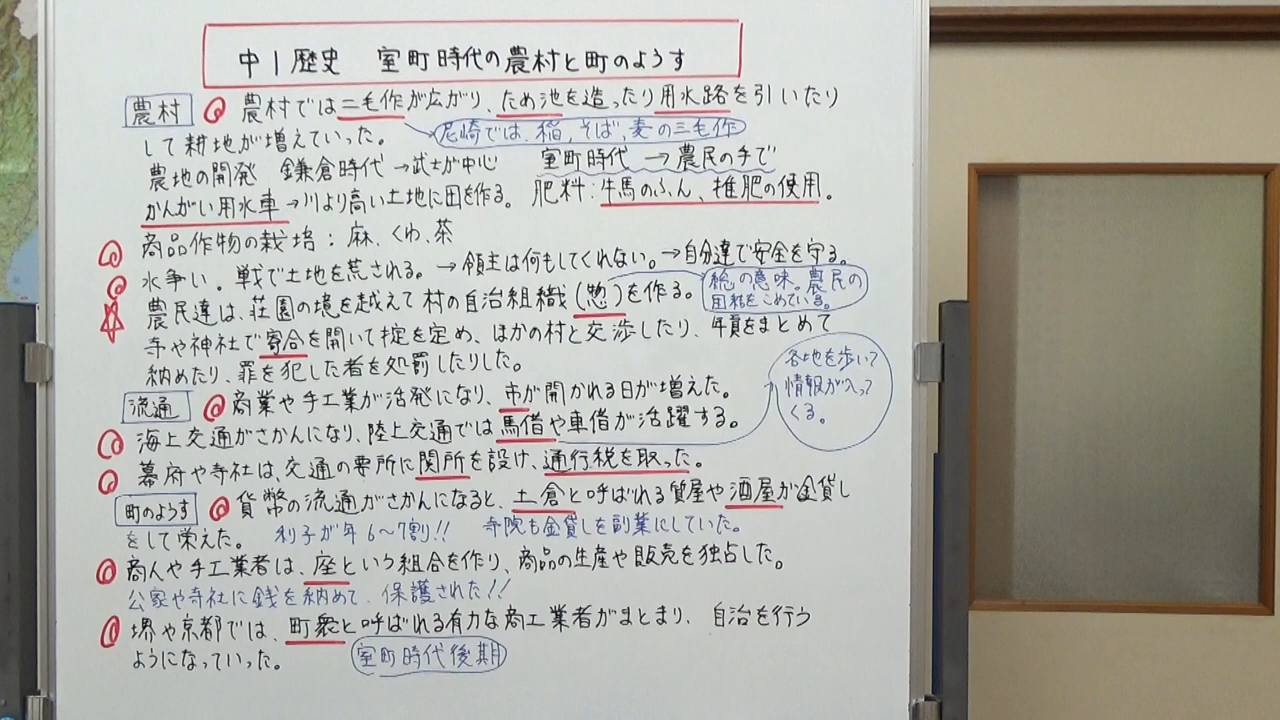 中1歴史 室町時代の農村と町のようす
農村 農村では二毛作が広がり、ため池を造ったり用水路を引いたり
して耕地が増えていった。 尼崎では、稲,そば,麦の三毛作
農地の開発 鎌倉時代→武士が中心 室町時代→農民の手で
かんがい用水車→川より高い土地に田を作る。 肥料:牛馬のふん、堆肥の使用。
商品作物の栽培:麻、くわ、茶
水争い。戦で土地を荒される。→領主は何もしてくれない。→自分達で安全を守る。
農民達は、荘園の境を越えて村の自治組織(惣)を作る。 総の意味。農民の
団結をこめている。
寺や神社で寄合を開いて掟を定め、ほかの村と交渉したり、年貢をまとめて
納めたり、罪を犯した者を処罰したりした。
流通 商業や手工業が活発になり、市が開かれる日が増えた。
海上交通がさかんになり、陸上交通では馬借や車借が活躍する。
各地を歩いて
情報が入って
くる。
幕府や寺社は、交通の要所に関所を設け、通行税を取った。
町のようす 貨幣の流通がさかんになると、土倉と呼ばれる質屋や酒屋が金貸し
をして栄えた。 利子が年6~7割!! 寺院も金貸しを副業にしていた。
商人や手工業者は、座という組合を作り、商品の生産や販売を独占した。
公家や寺社に銭を納めて、保護された!!
堺や京都では、町衆と呼ばれる有力な商工業者がまとまり、自治を行う
ようになっていった。 室町時代後期